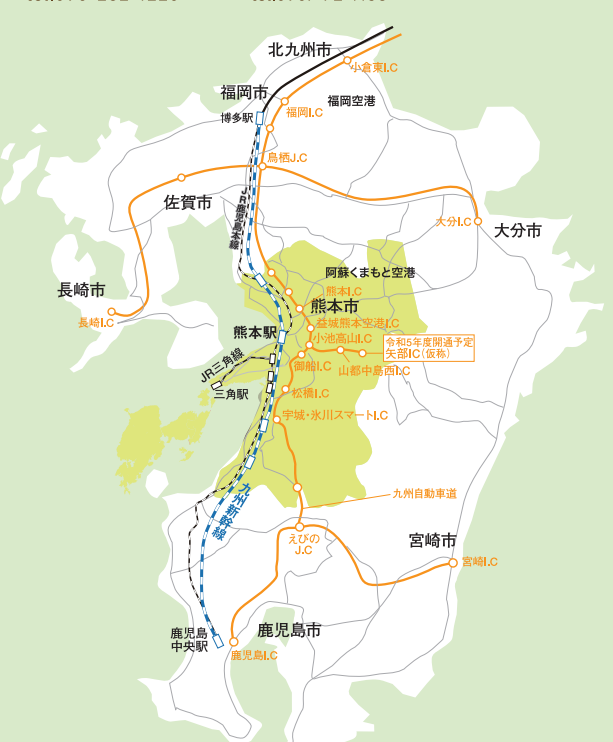 北九州市
小倉東I.C
福岡市
福岡空港
博多駅
福岡I.C
鳥栖J.C
佐賀市
JR鹿児島本線
大分I.C
大分市
阿蘇くまもと空港
長崎市
熊本I.C
熊本市
長崎I.C
益城熊本空港I.C
熊本駅
小池高山I.C
令和5年度開通予定
矢部IC(仮称)
JR三角線
御船I.C
山都中島西I.C
三角駅
松橋I.C
宇城・氷川スマートI.C
九州自動車道
九州新幹線
えびの
J.C
宮崎市
宮崎I.C
鹿児島
中央駅
鹿児島市
鹿児島I.C